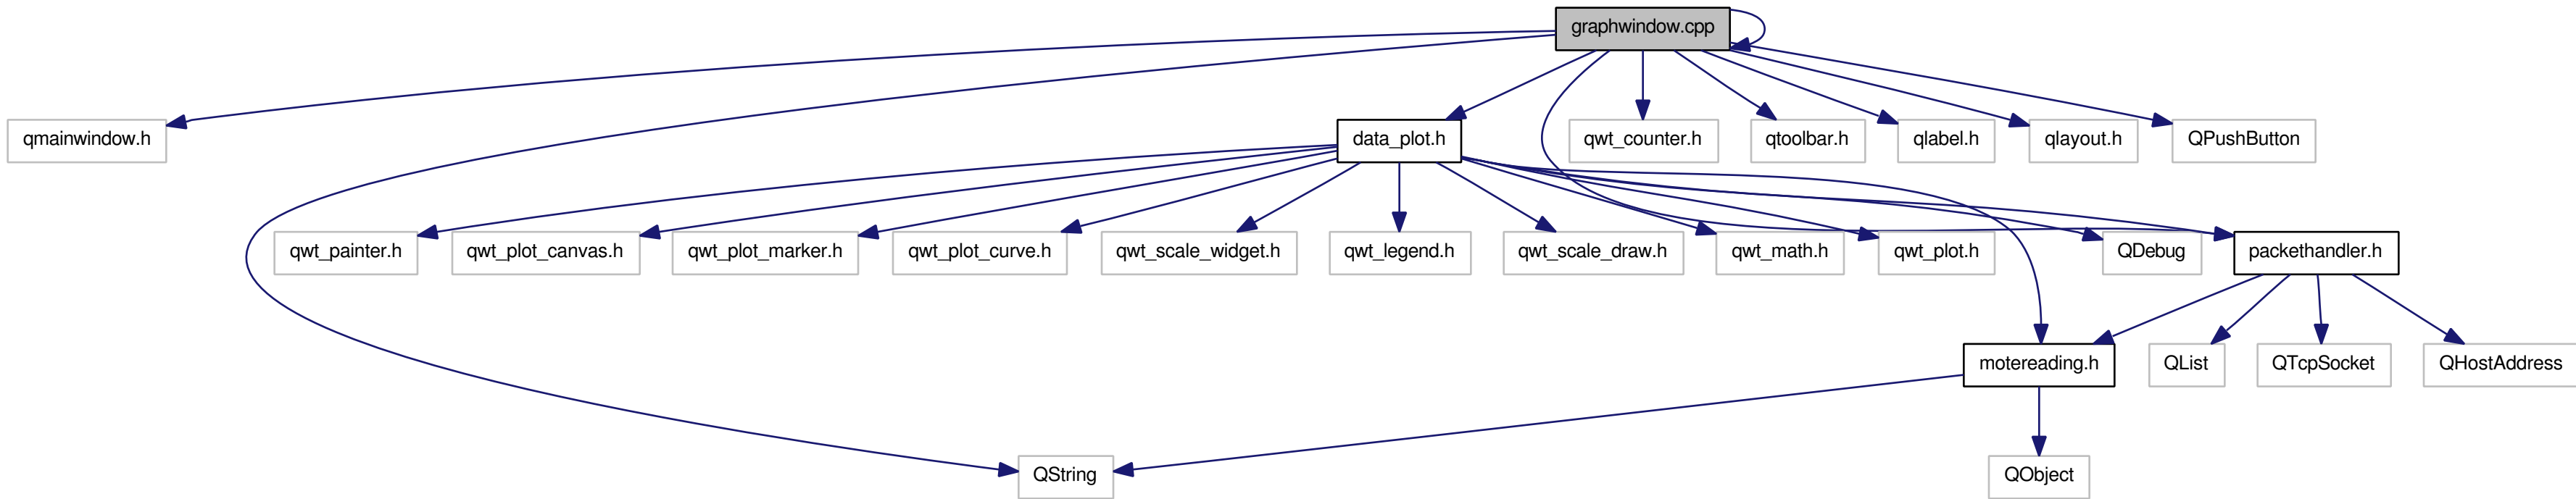 graphwindow.cpp
qmainwindow.h
data_plot.h
qwt_counter.h
qtoolbar.h
qlabel.h
qlayout.h
QPushButton
qwt_painter.h
qwt_plot_canvas.h
qwt_plot_marker.h
qwt_plot_curve.h
qwt_scale_widget.h
qwt_legend.h
qwt_scale_draw.h
qwt_math.h
qwt_plot.h
QDebug
packethandler.h
motereading.h
QList
QTcpSocket
QHostAddress
QString
QObject